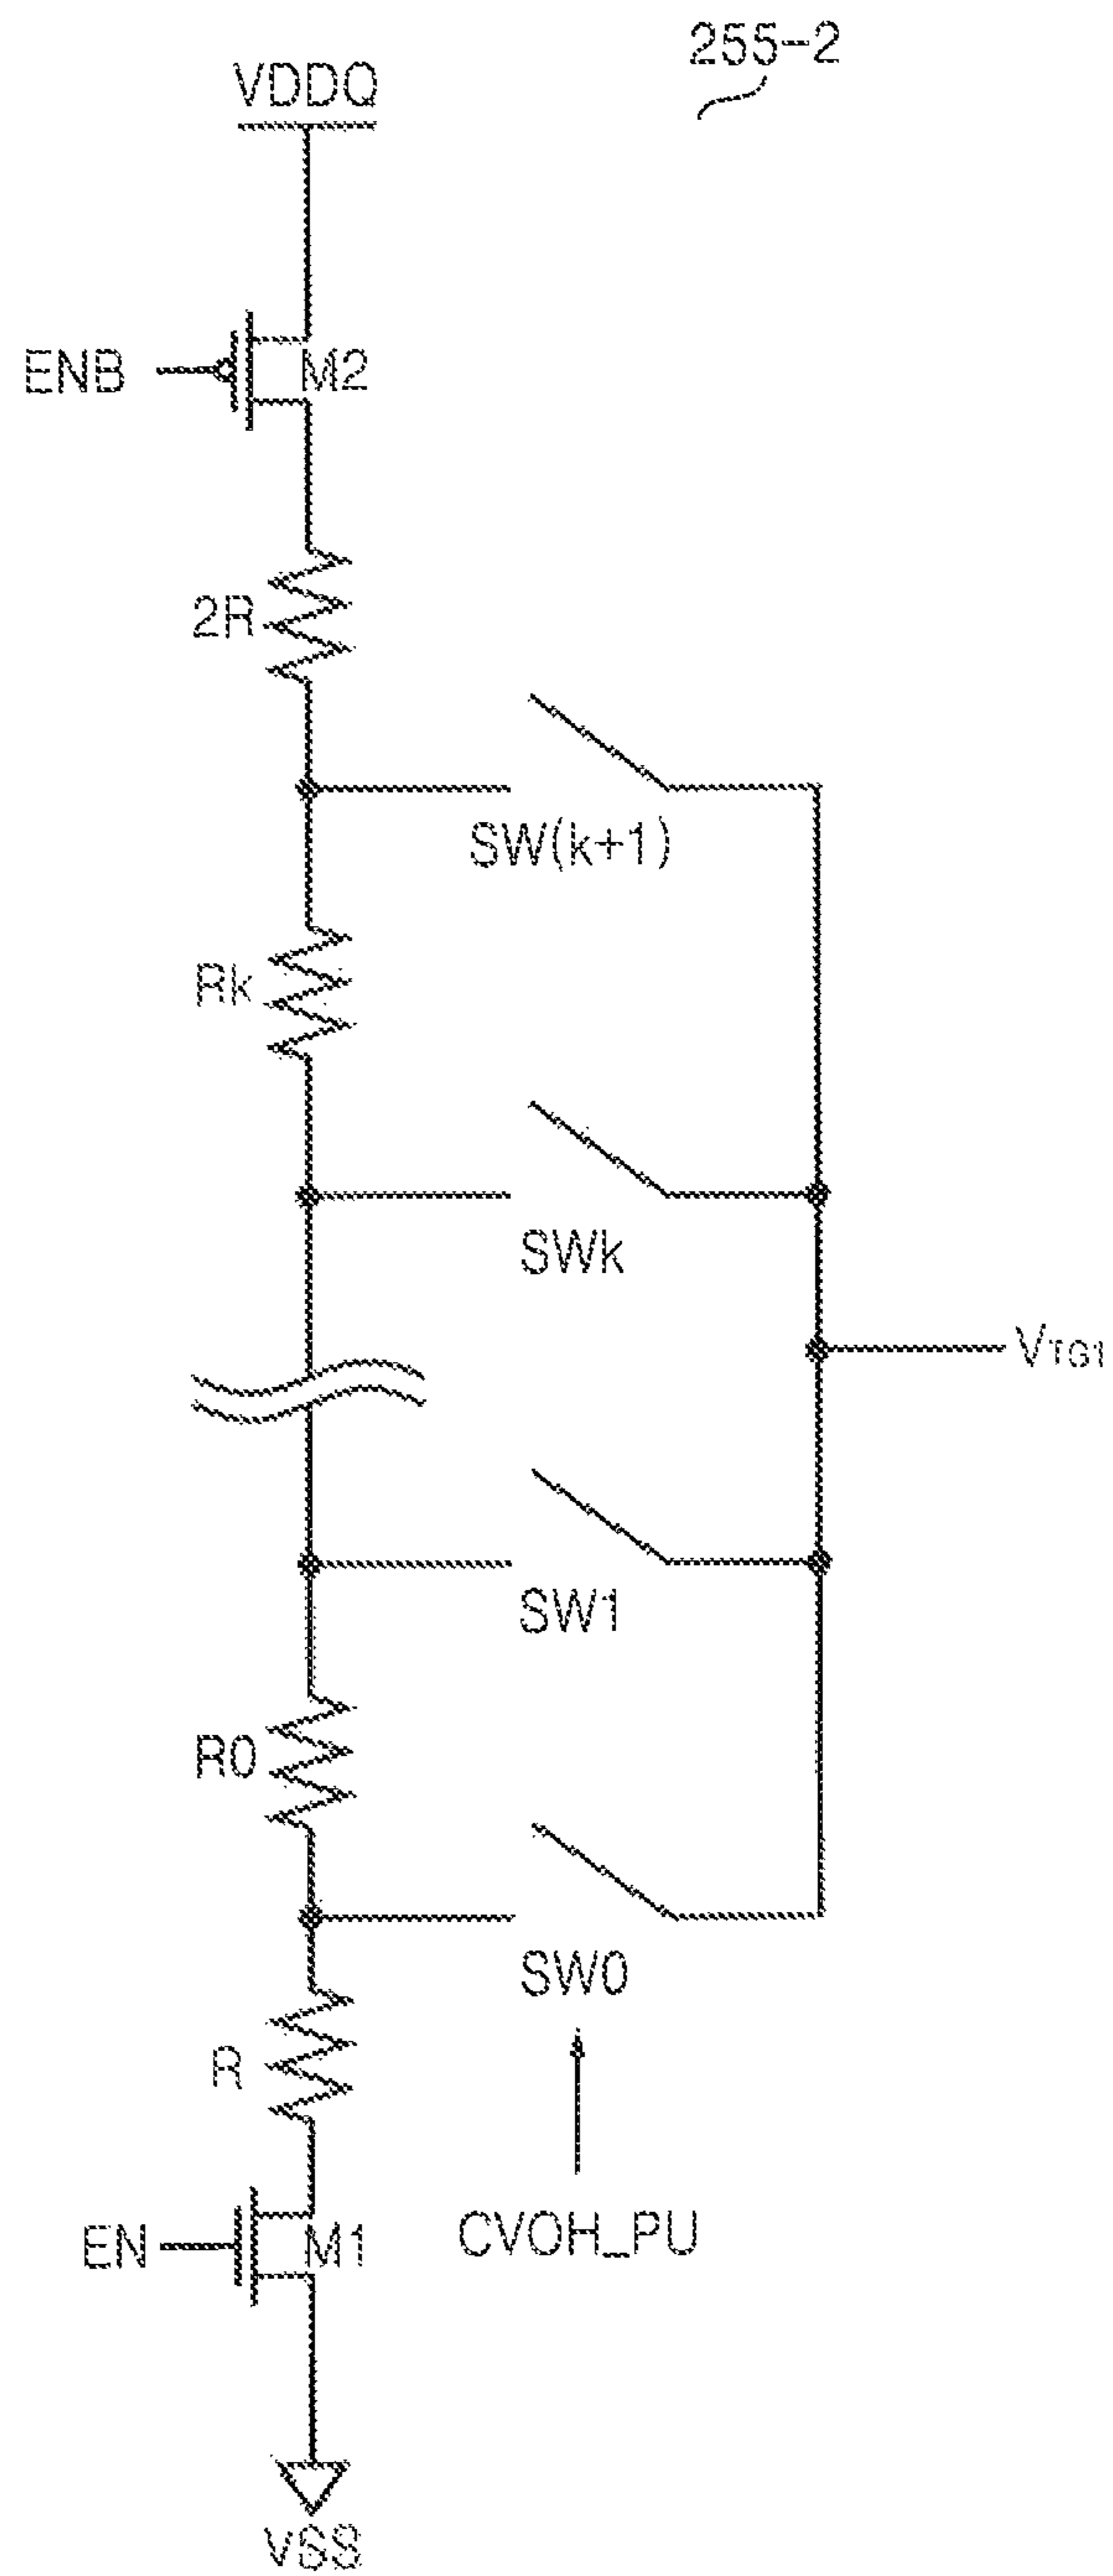 255-2
VDDQ
ENB
M2
2R
SW(k+1)
Rk
SWk
VTG1
SW1
R0
SW0
R
EN
M1
CVOH_PU
VSS